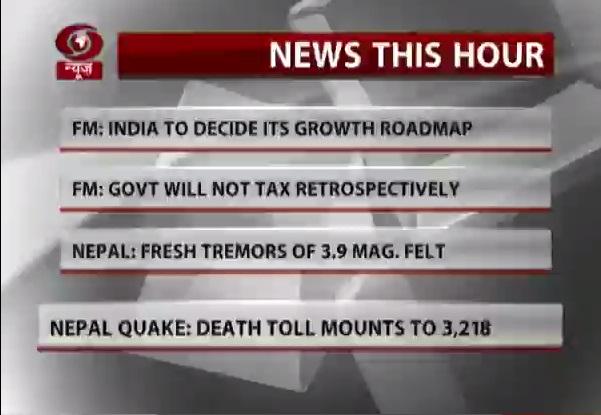 न्यूज़
NEWS THIS HOUR
FM: INDIA TO DECIDE ITS GROWTH ROADMAP
FM: GOVT WILL NOT TAX RETROSPECTIVELY
NEPAL: FRESH TREMORS OF 3.9 MAG. FELT
NEPAL QUAKE: DEATH TOLL MOUNTS TO 3,218